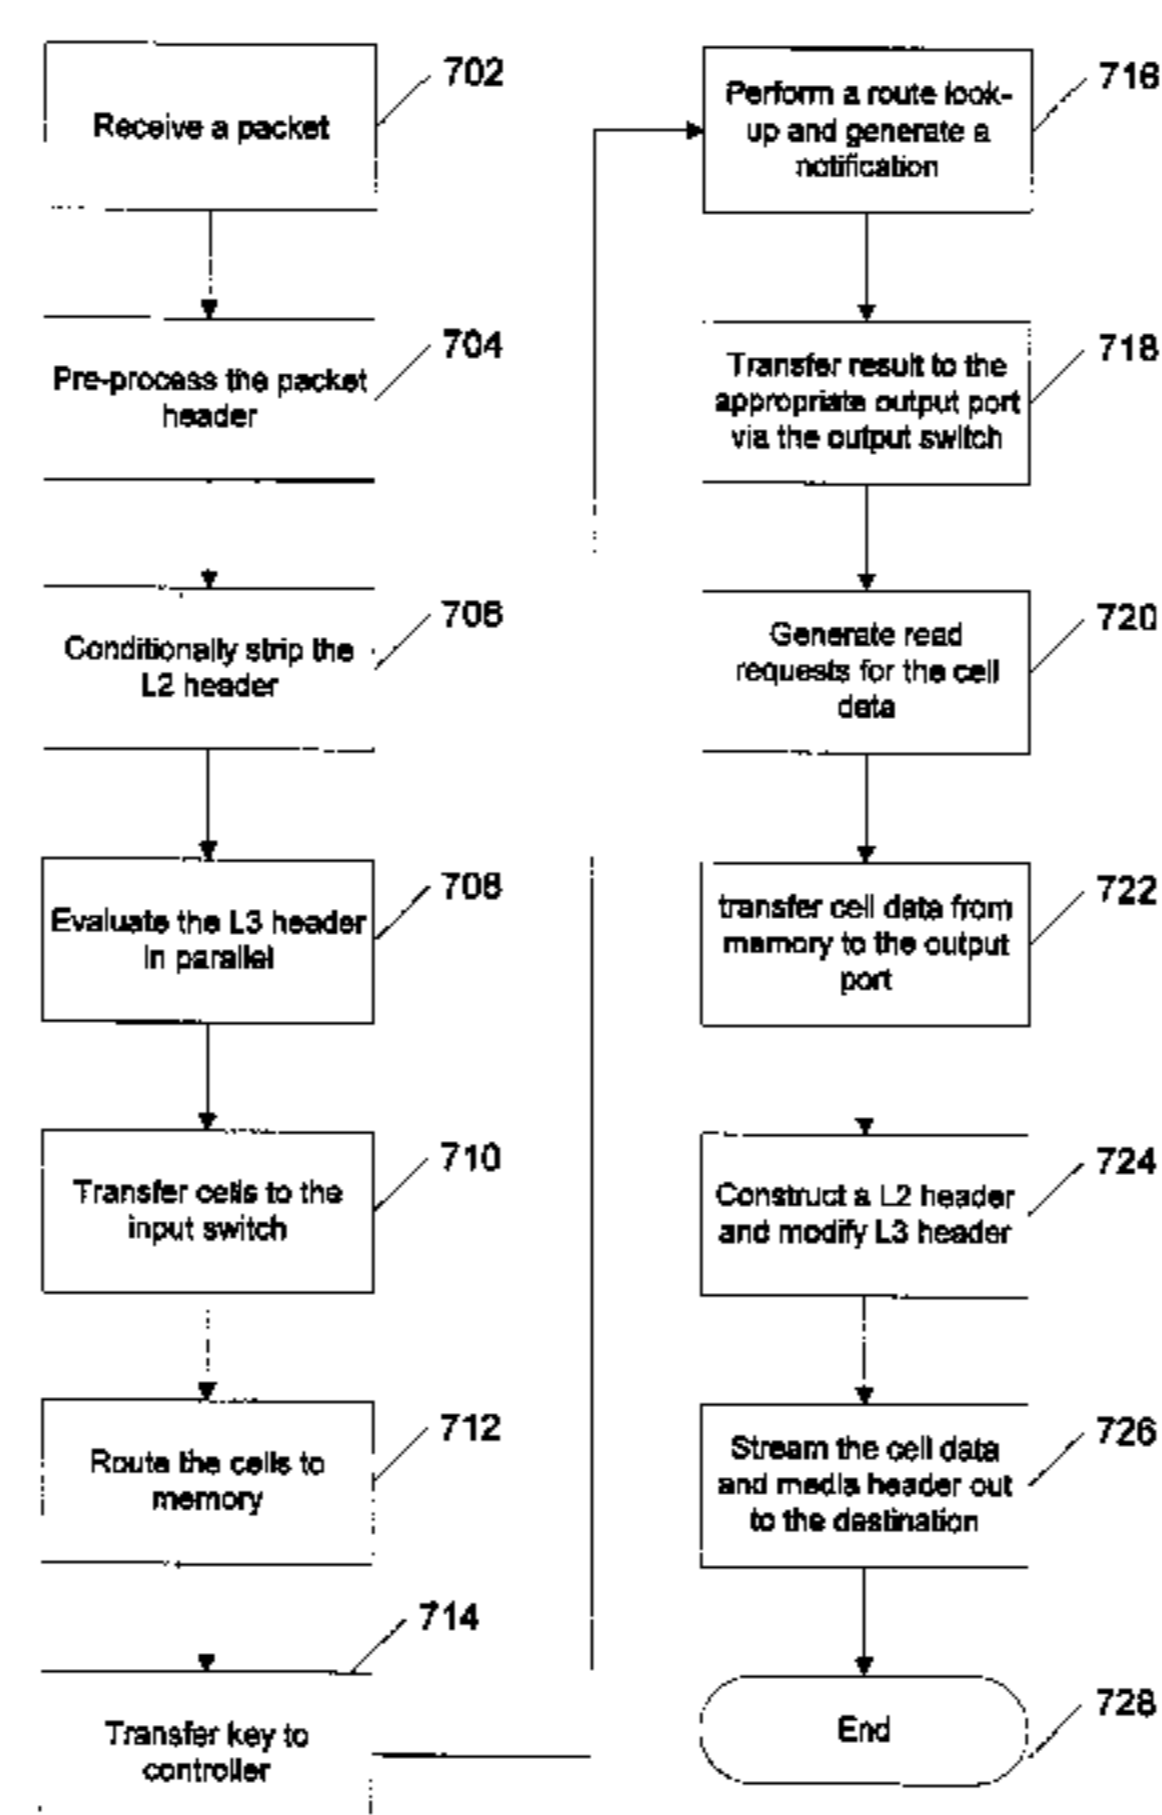 702
Receive a packet
704
Pre-process the packet
header
706
Conditionally strip the
L2 header
708
Evaluate the L3 header
in parallel
710
Transfer cells to the
input switch
712
Route the cells to
memory
714
Transfer key to
controller
716
Perform a route look-
up and generate a
notification
718
Transfer result to the
appropriate output port
via the output switch
720
Generate read
requests for the cell
data
722
transfer cell data from
memory to the output
port
724
Construct a L2 header
and modify L3 header
726
Stream the cell data
and media header out
to the destination
728
End